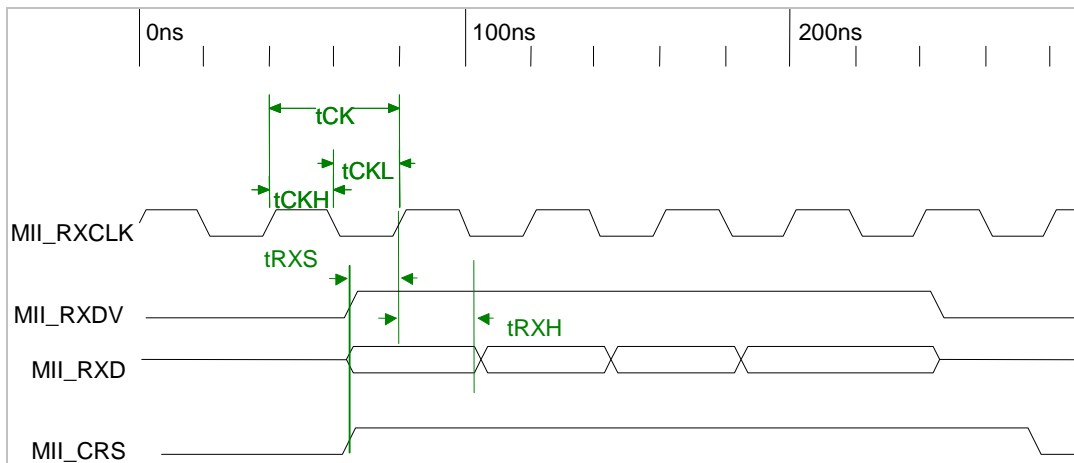 0ns 100ns 200ns
tCK
tCKL
tCKH
MII_RXCLK
tRXS
MII_RXDV
tRXH
MII_RXD
MII_CRS